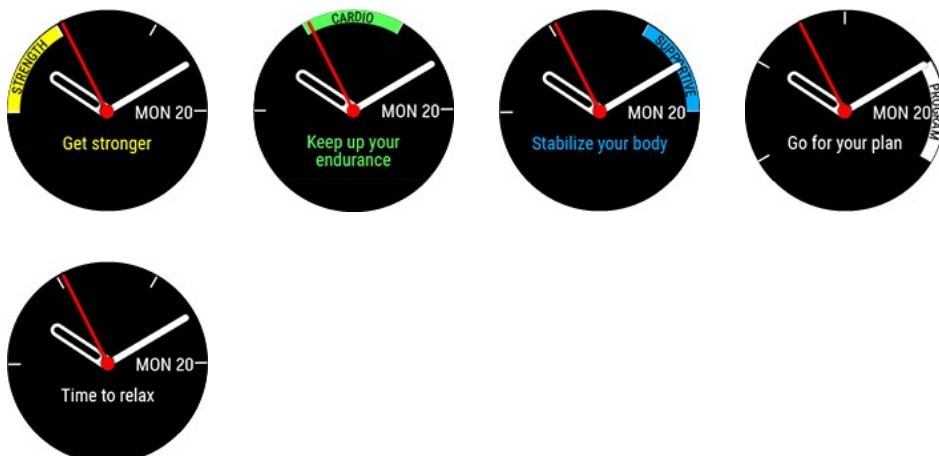 STRENGTH
MON 20
Get stronger
CARDIO
MON 20
Keep up your
endurance
SUPPORTIVE
MON 20
Stabilize your body
PROGRAM
MON 20
Go for your plan
MON 20
Time to relax